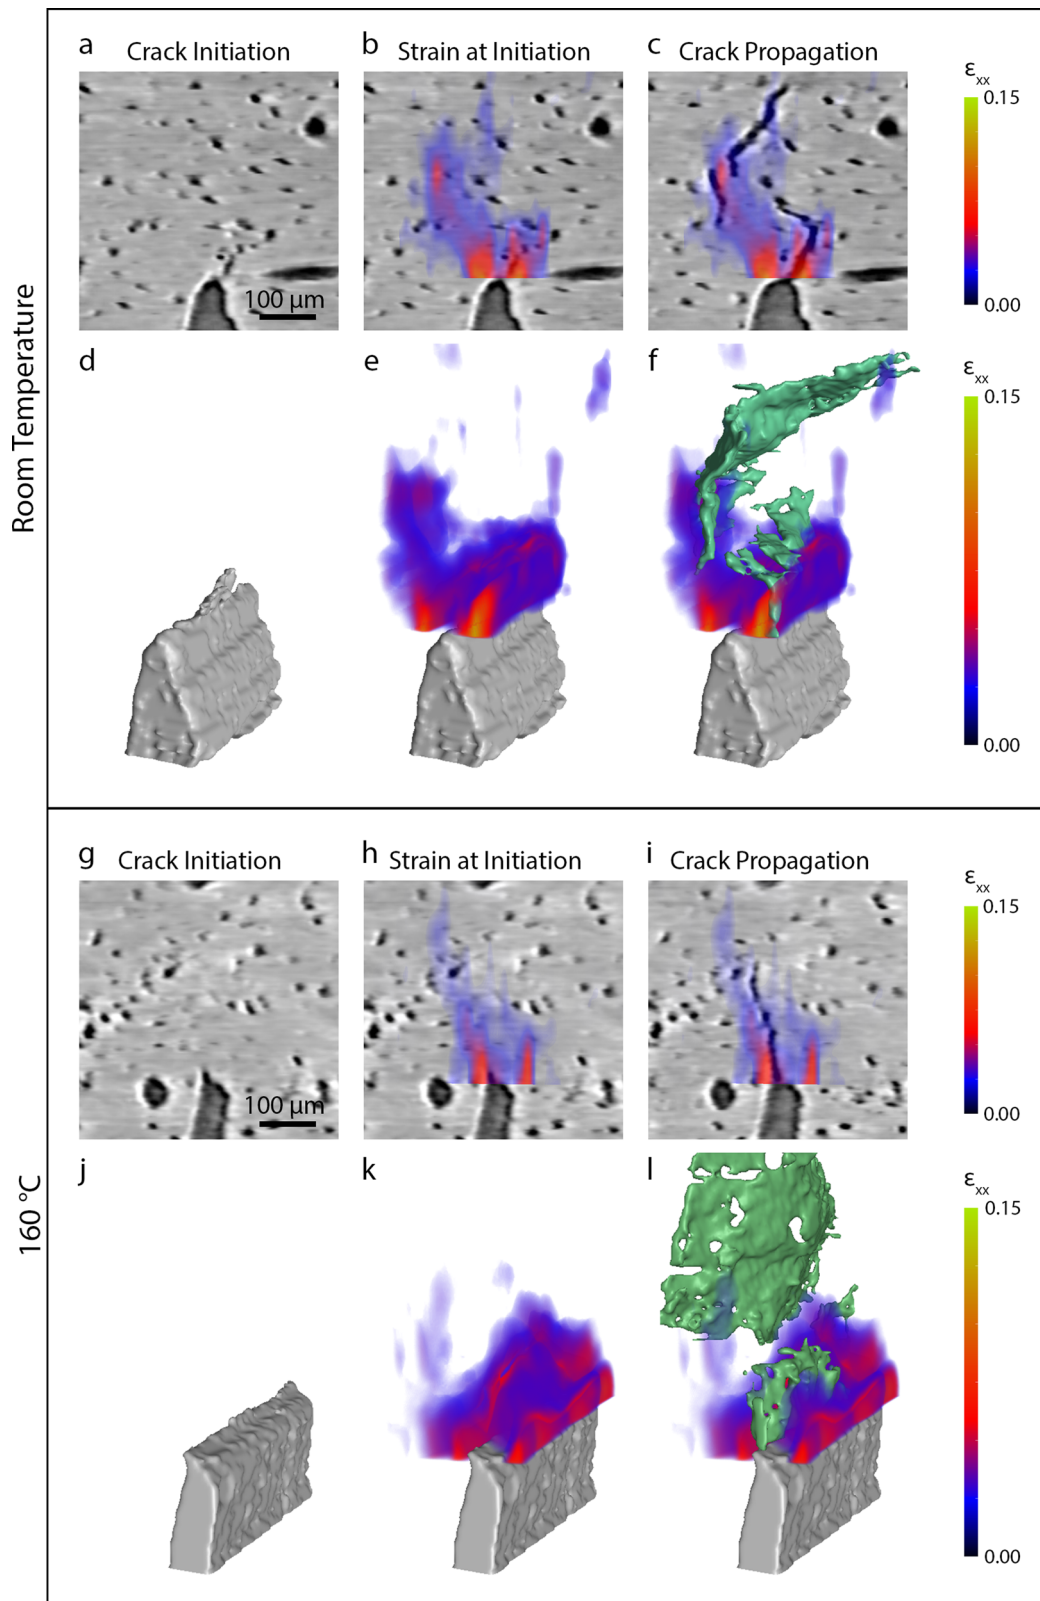 Room Temperature
a Crack Initiation
b Strain at Initiation
c Crack Propagation
εxx
0.15
0.00
100 µm
d
e
f
εxx
0.15
0.00
160 °C
g Crack Initiation
h Strain at Initiation
i Crack Propagation
εxx
0.15
0.00
100 µm
j
k
l
εxx
0.15
0.00